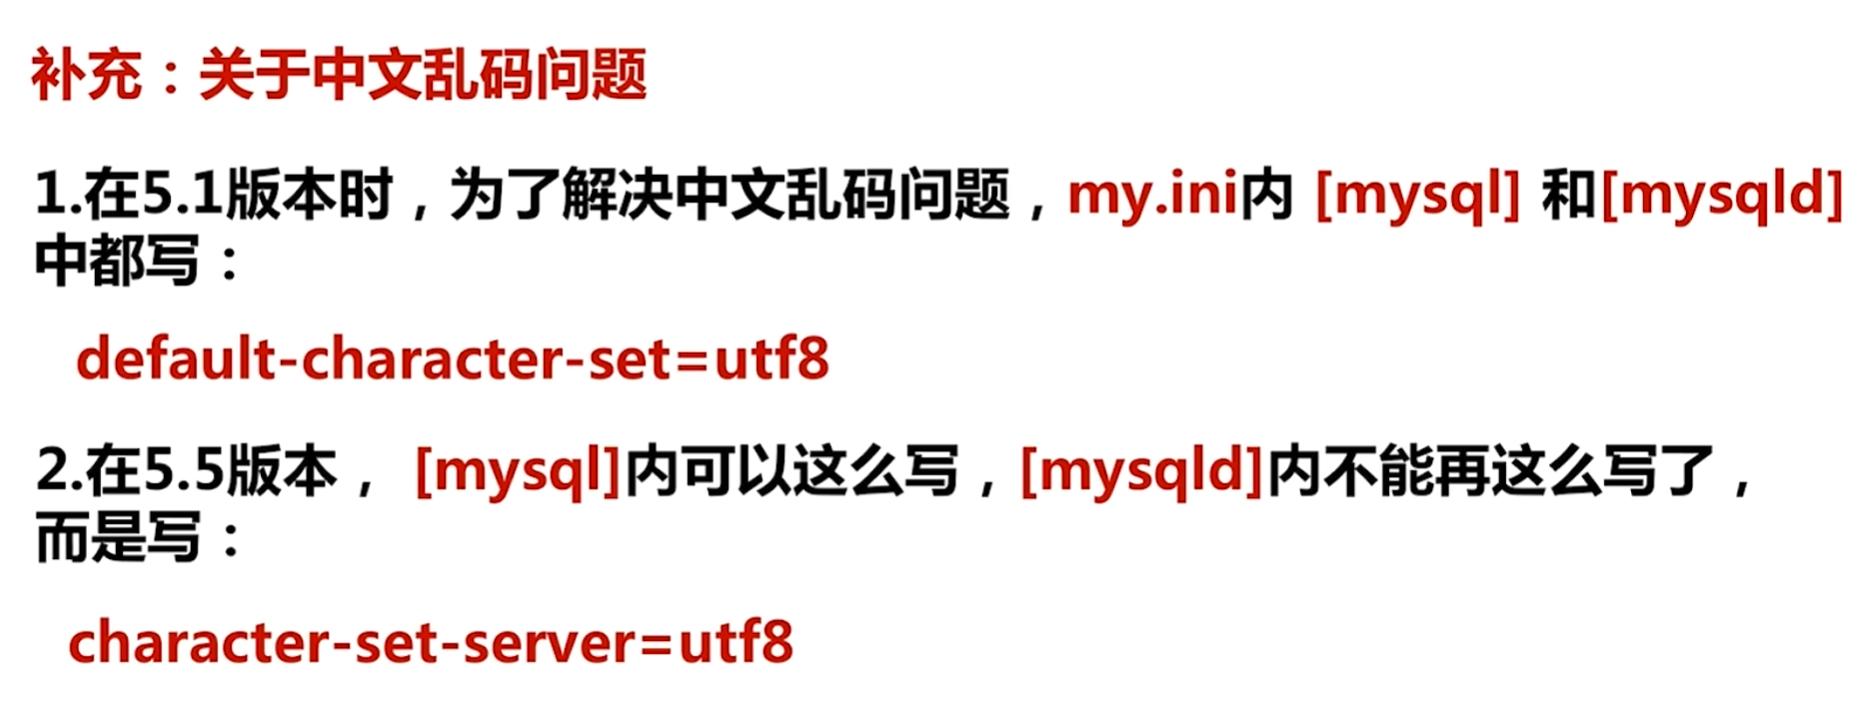 补充：关于中文乱码问题
1.在5.1版本时，为了解决中文乱码问题，my.ini内 [mysql] 和[mysqld]
中都写：
default-character-set=utf8
2.在5.5版本， [mysql]内可以这么写，[mysqld]内不能再这么写了，
而是写：
character-set-server=utf8